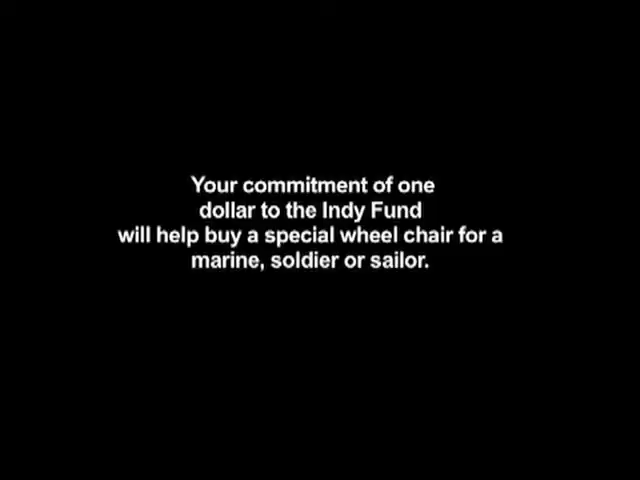 Your commitment of one
dollar to the Indy Fund
will help buy a special wheel chair for a
marine, soldier or sailor.